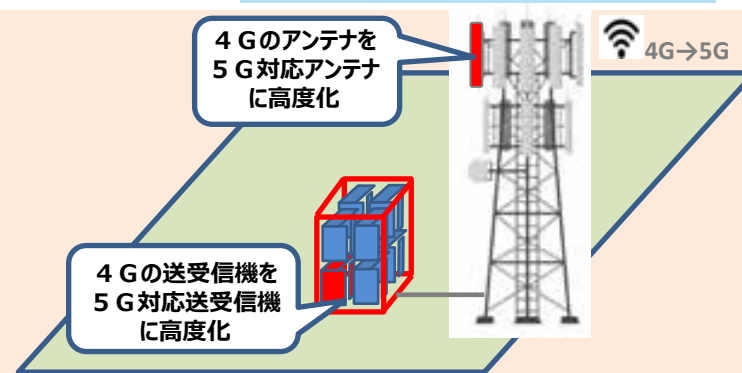 ４Ｇのアンテナを
５Ｇ対応アンテナ
に高度化
4G→5G
４Ｇの送受信機を
５Ｇ対応送受信機
に高度化